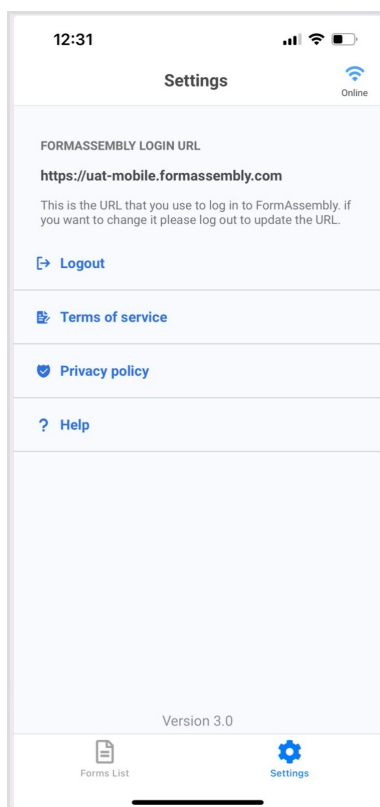 12:31
Settings
Online
FORMASSEMBLY LOGIN URL
https://uat-mobile.formassembly.com
This is the URL that you use to log in to FormAssembly. if
you want to change it please log out to update the URL.
Logout
Terms of service
Privacy policy
? Help
Version 3.0
Forms List
Settings